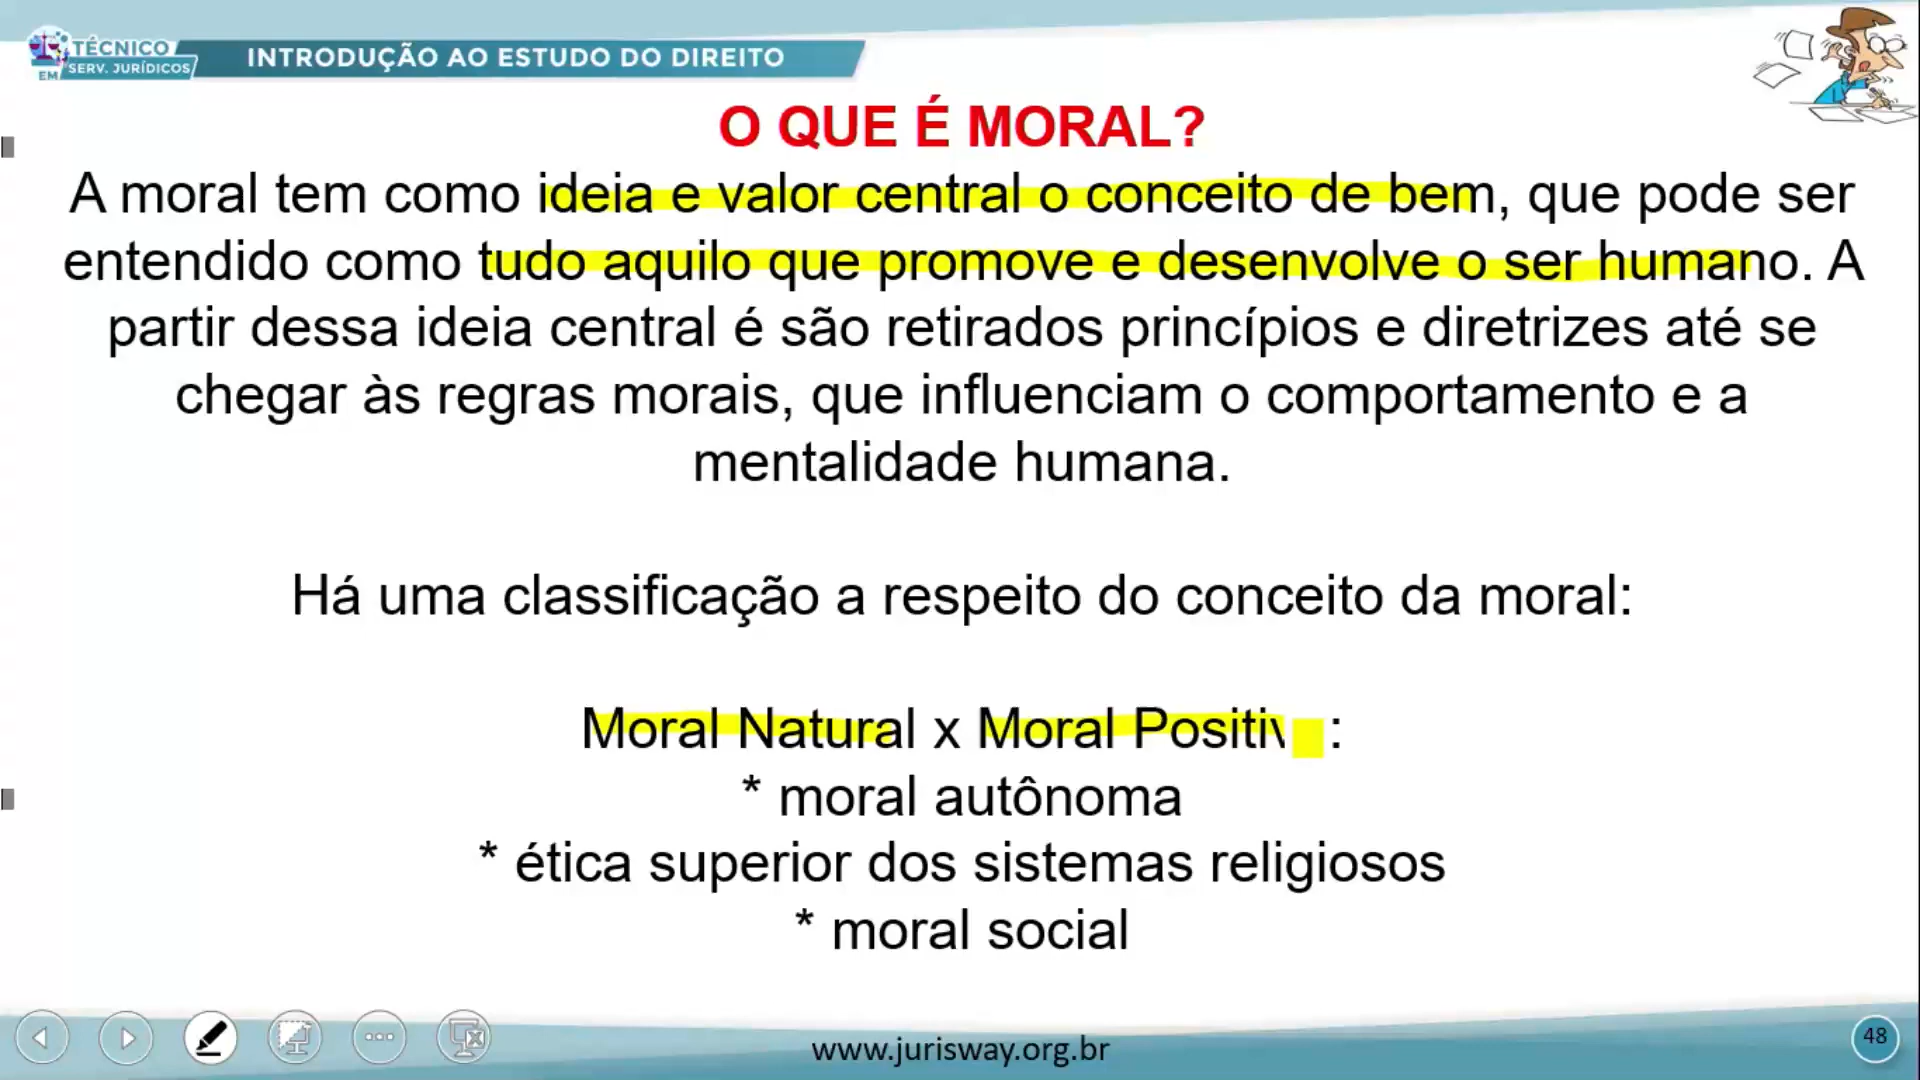 TÉCNICO
EM SERV. JURÍDICOS
INTRODUÇÃO AO ESTUDO DO DIREITO
O QUE É MORAL?
A moral tem como ideia e valor central o conceito de bem, que pode ser
entendido como tudo aquilo que promove e desenvolve o ser humano. A
partir dessa ideia central é são retirados princípios e diretrizes até se
chegar às regras morais, que influenciam o comportamento e a
mentalidade humana.
Há uma classificação a respeito do conceito da moral:
Moral Natural x Moral Positiv :
* moral autônoma
* ética superior dos sistemas religiosos
* moral social
www.jurisway.org.br
48